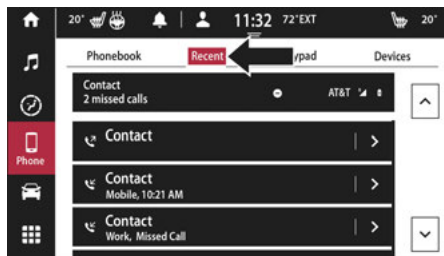 20° 11:32 72°EXT 20°
Phonebook Recent ypad Devices
Contact
2 missed calls AT&T
Contact
Phone
Contact
Mobile, 10:21 AM
Contact
Work, Missed Call